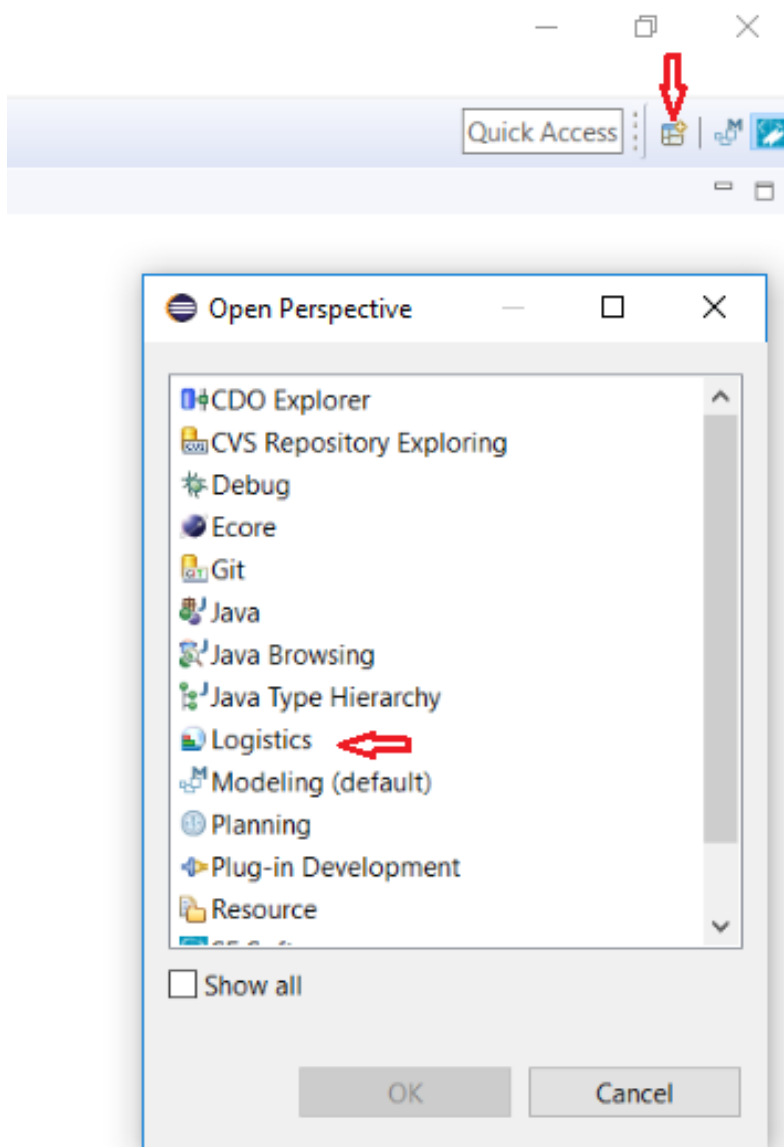 Quick Access
Open Perspective
CDO Explorer
CVS Repository Exploring
Debug
Ecore
Git
Java
Java Browsing
Java Type Hierarchy
Logistics
Modeling (default)
Planning
Plug-in Development
Resource
Show all
OK
Cancel